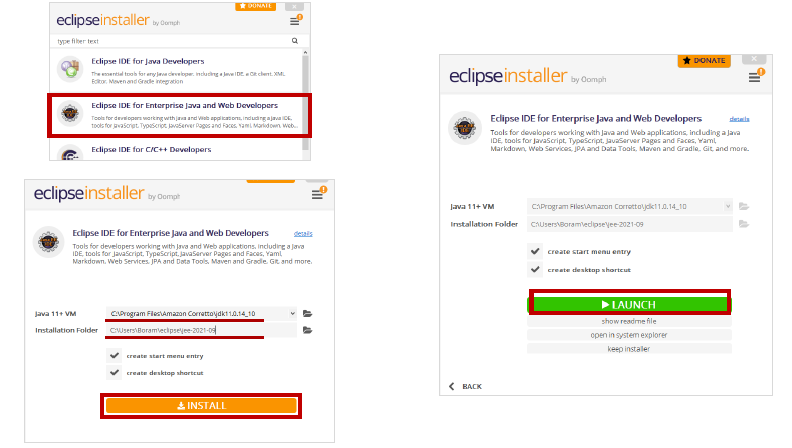 DONATE
eclipseinstaller by Oomph
type filter text
Eclipse IDE for Java Developers
The essential tools for any Java developer, including a Java IDE, a Git client, XML
Editor, Maven and Gradle integration
Eclipse IDE for Enterprise Java and Web Developers
Tools for developers working with Java and Web applications, including a Java IDE,
tools for JavaScript, TypeScript, JavaServer Pages and Faces, Yaml, Markdown, Web...
Eclipse IDE for C/C++ Developers
eclipseinstaller by Oomph
Eclipse IDE for Enterprise Java and Web Developers details
Tools for developers working with Java and Web applications, including a Java
IDE, tools for JavaScript, TypeScript, JavaServer Pages and Faces, Yaml,
Markdown, Web Services, JPA and Data Tools, Maven and Gradle, Git, and more.
Java 11+ VM C:\Program Files\Amazon Corretto\jdk11.0.14_10
Installation Folder C:\Users\Boram\eclipse\jee-2021-09
create start menu entry
create desktop shortcut
INSTALL
DONATE
eclipseinstaller by Oomph
Eclipse IDE for Enterprise Java and Web Developers details
Tools for developers working with Java and Web applications, including a Java
IDE, tools for JavaScript, TypeScript, JavaServer Pages and Faces, Yaml,
Markdown, Web Services, JPA and Data Tools, Maven and Gradle, Git, and more.
Java 11+ VM C:\Program Files\Amazon Corretto\jdk11.0.14_10
Installation Folder C:\Users\Boram\eclipse\jee-2021-09
create start menu entry
create desktop shortcut
LAUNCH
show readme file
open in system explorer
keep installer
BACK